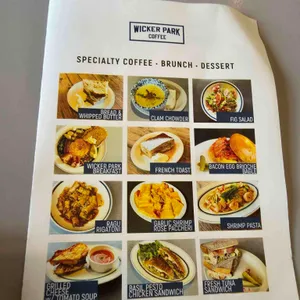 WICKER PARK
COFFEE
SPECIALTY COFFEE · BRUNCH · DESSERT
BREAD &
WHIPPED BUTTER
CLAM CHOWDER
FIG SALAD
WICKER PARK
BREAKFAST
FRENCH TOAST
BACON EGG BRIOCHE
RAGU
RIGATONI
GARLIC SHRIMP
ROSE PACCHERI
SHRIMP PASTA
GRILLED
CHEESE
TOMATO SOUP
BASIL PESTO
CHICKEN SANDWICH
FRESH TUNA
SANDWICH